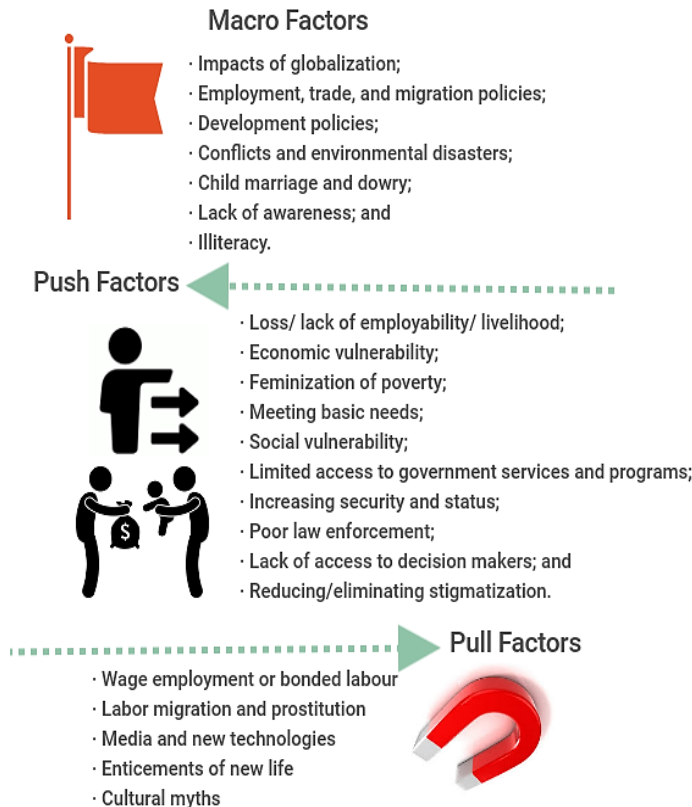 Macro Factors
· Impacts of globalization;
· Employment, trade, and migration policies;
· Development policies;
· Conflicts and environmental disasters;
· Child marriage and dowry;
· Lack of awareness; and
· Illiteracy.
Push Factors
· Loss/ lack of employability/ livelihood;
· Economic vulnerability;
· Feminization of poverty;
· Meeting basic needs;
· Social vulnerability;
· Limited access to government services and programs;
· Increasing security and status;
· Poor law enforcement;
· Lack of access to decision makers; and
· Reducing/eliminating stigmatization.
$
Pull Factors
· Wage employment or bonded labour
· Labor migration and prostitution
· Media and new technologies
· Enticements of new life
· Cultural myths